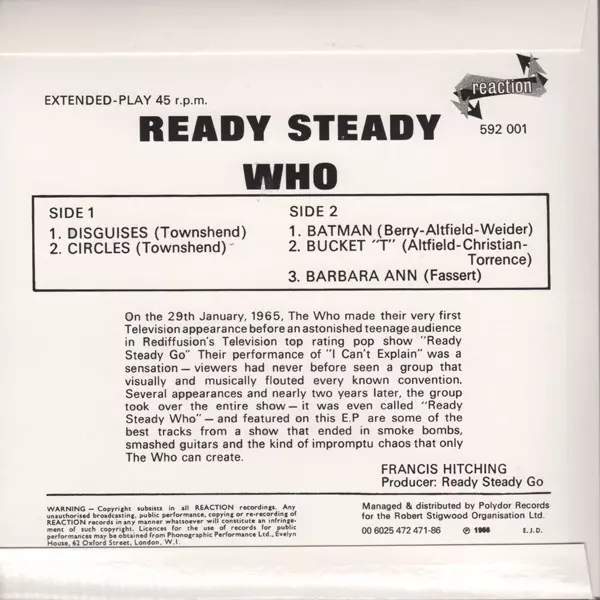 reaction
EXTENDED-PLAY 45 r.p.m.
592 001
READY STEADY
WHO
SIDE 1
1. DISGUISES (Townshend)
2. CIRCLES (Townshend)
SIDE 2
1. BATMAN (Berry-Altfield-Weider)
2. BUCKET "T" (Altfield-Christian-
Torrence)
3. BARBARA ANN (Fassert)
On the 29th January, 1965, The Who made their very first
Television appearance before an astonished teenage audience
in Rediffusion's Television top rating pop show "Ready
Steady Go" Their performance of "I Can't Explain" was a
sensation — viewers had never before seen a group that
visually and musically flouted every known convention.
Several appearances and nearly two years later, the group
took over the entire show — it was even called "Ready
Steady Who" — and featured on this E.P are some of the
best tracks from a show that ended in smoke bombs,
smashed guitars and the kind of impromptu chaos that only
The Who can create.
FRANCIS HITCHING
Producer: Ready Steady Go
WARNING — Copyright subsists in all REACTION recordings. Any
unauthorised broadcasting, public performance, copying or re-recording of
REACTION records in any manner whatsoever will constitute an infringe-
ment of such copyright. Licences for the use of records for public
performances may be obtained from Phonographic Performance Ltd., Evelyn
House, 62 Oxford Street, London, W.I.
Managed & distributed by Polydor Records
for the Robert Stigwood Organisation Ltd.
00 6025 472 471-86 ℗ 1966 E.J.D.